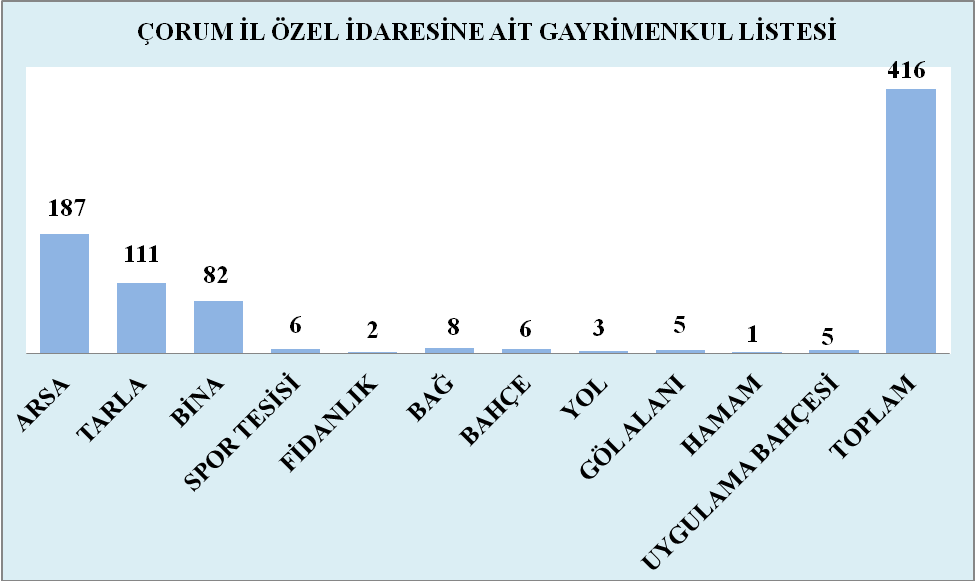 ÇORUM İL ÖZEL İDARESİNE AİT GAYRİMENKUL LİSTESİ
416
187
111
82
6
2
8
6
3
5
1
5
ARSA
TARLA
BİNA
SPOR TESİSİ
FİDANLIK
BAĞ
BAHÇE
YOL
GÖL ALANI
HAMAM
UYGULAMA BAHÇESİ
TOPLAM